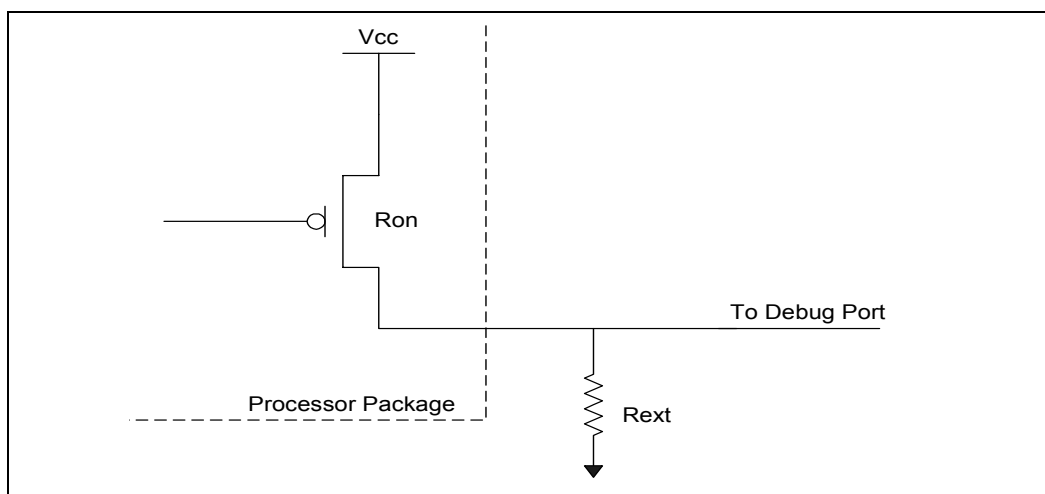 Vcc
Ron
To Debug Port
Processor Package
Rext